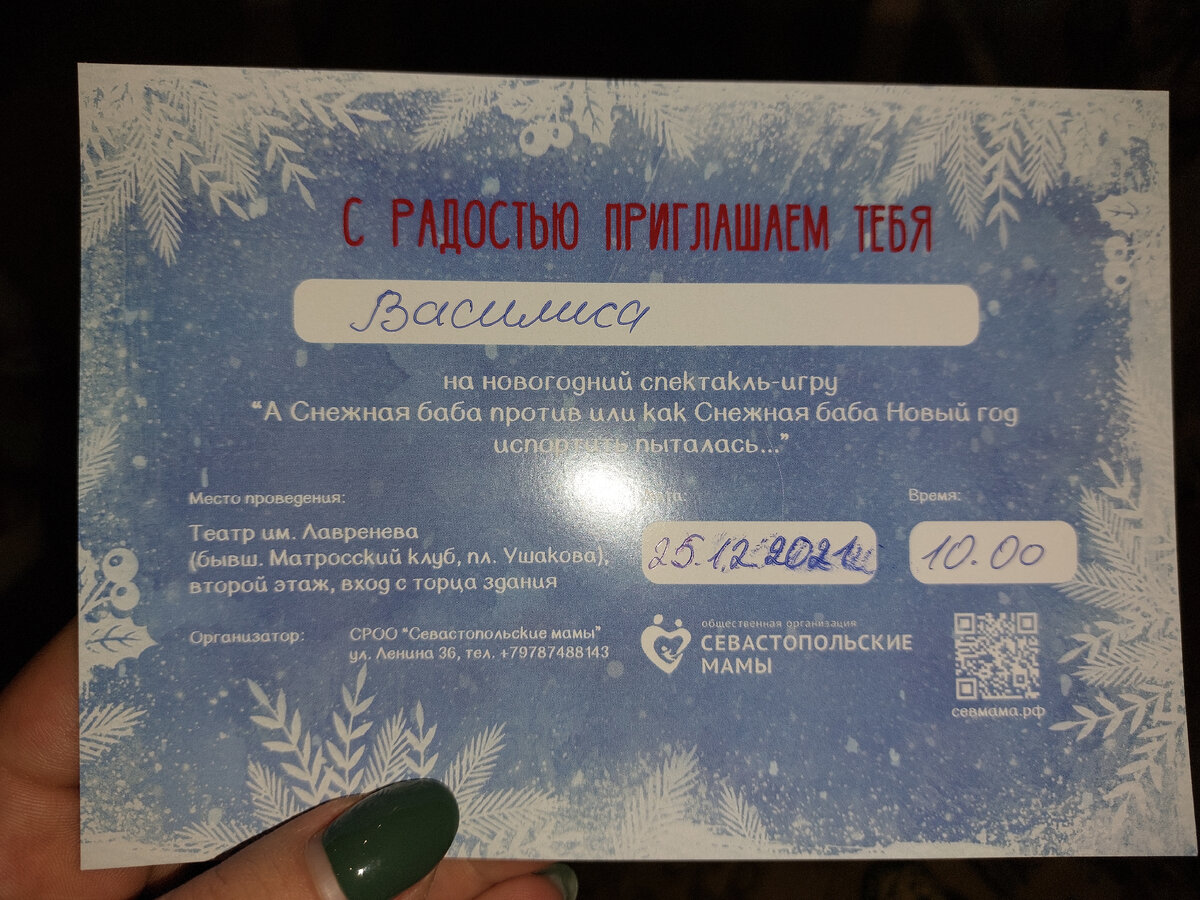 С РАДОСТЬЮ ПРИГЛАШАЕМ ТЕБЯ
Василиса
на новогодний спектакль-игру
“А Снежная баба против или как Снежная баба Новый год
испортить пыталась...”
Место проведения:
Театр им. Лавренева
(бывш. Матросский клуб, пл. Ушакова),
второй этаж, вход с торца здания
Время:
25.12.2021г.
10.00
Организатор:
СРОО “Севастопольские мамы”
ул. Ленина 36, тел. +79787488143
общественная организация
СЕВАСТОПОЛЬСКИЕ
МАМЫ
севмама.рф